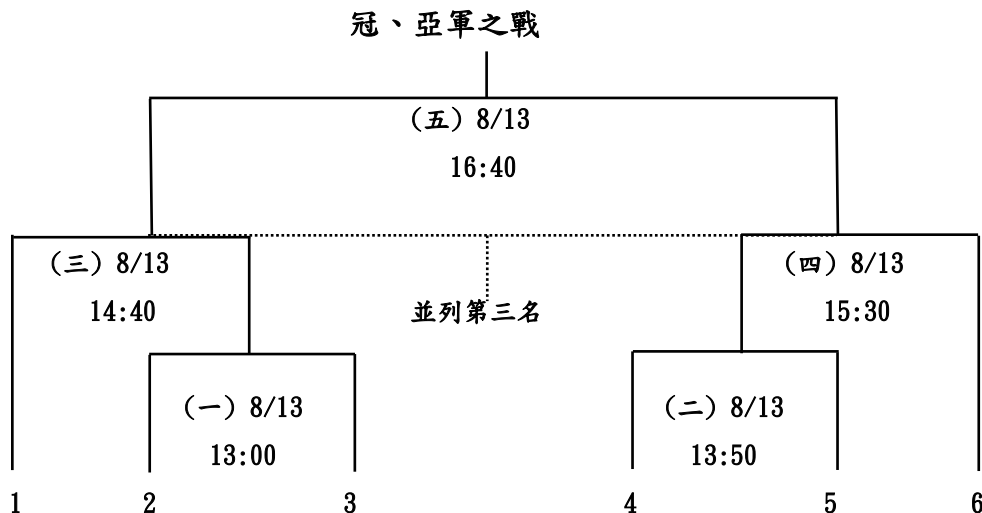 冠、亞軍之戰
(五) 8/13
16:40
(三) 8/13
14:40
(四) 8/13
15:30
並列第三名
(一) 8/13
13:00
(二) 8/13
13:50
1 2 3 4 5 6